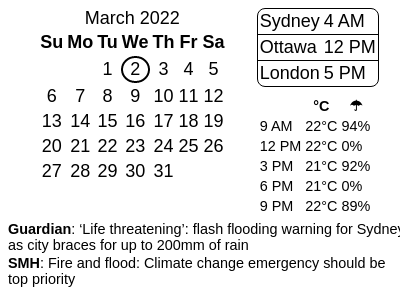 March 2022
Su Mo Tu We Th Fr Sa
1 2 3 4 5
6 7 8 9 10 11 12
13 14 15 16 17 18 19
20 21 22 23 24 25 26
27 28 29 30 31
Sydney 4 AM
Ottawa 12 PM
London 5 PM
°C ☂
9 AM 22°C 94%
12 PM 22°C 0%
3 PM 21°C 92%
6 PM 21°C 0%
9 PM 22°C 89%
Guardian: ‘Life threatening’: flash flooding warning for Sydney
as city braces for up to 200mm of rain
SMH: Fire and flood: Climate change emergency should be
top priority